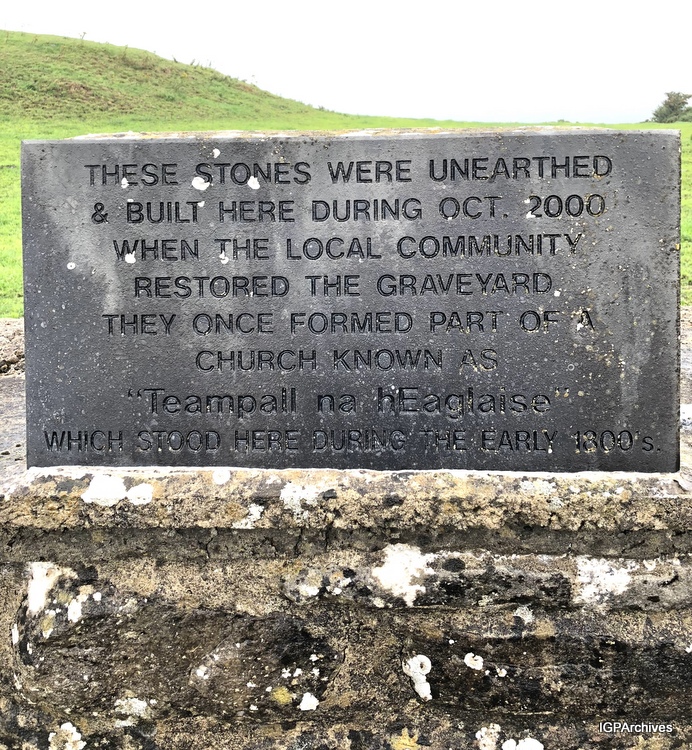 THESE STONES WERE UNEARTHED
& BUILT HERE DURING OCT. 2000
WHEN THE LOCAL COMMUNITY
RESTORED THE GRAVEYARD
THEY ONCE FORMED PART OF A
CHURCH KNOWN AS
"Teampall na hEaglaise"
WHICH STOOD HERE DURING THE EARLY 1800's.
IGPArchives